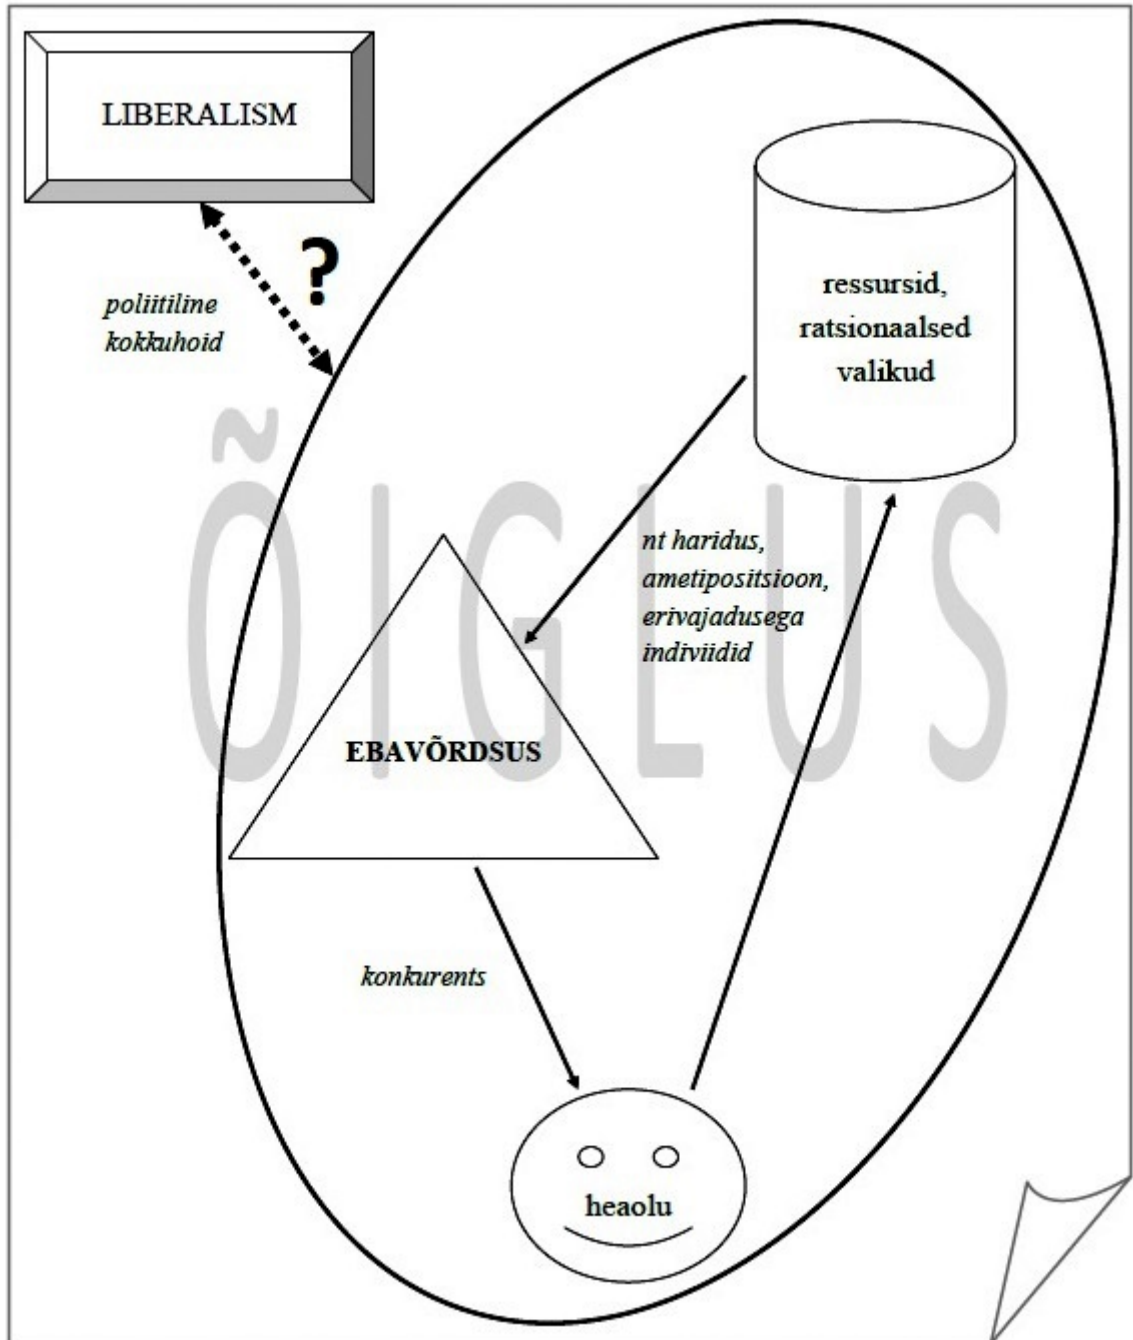 LIBERALISM
?
poliitiline
kokkuhoid
ressursid,
ratsionaalsed
valikud
ÕIGLUS
nt haridus,
ametipositsioon,
erivajadusega
indiviidid
EBAVÕRDSUS
konkurents
heaolu